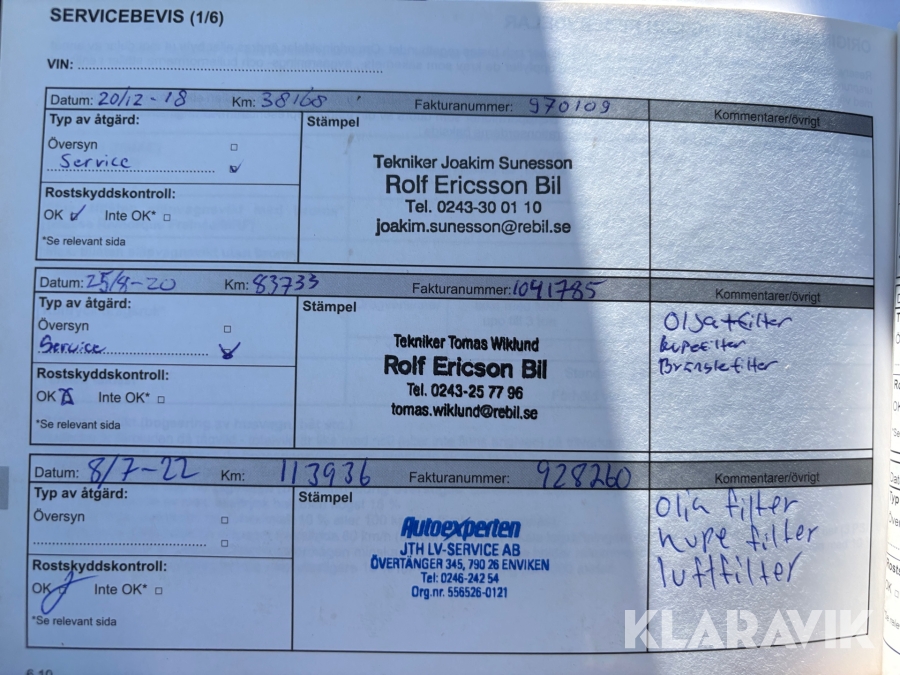 SERVICEBEVIS (1/6)
VIN:
Datum: 20/12-18 Km: 38168 Fakturanummer: 970109 Kommentarer/övrigt
Typ av åtgärd: Stämpel
Översyn
Service
Tekniker Joakim Sunesson
Rolf Ericsson Bil
Tel. 0243-30 01 10
joakim.sunesson@rebil.se
Rostskyddskontroll:
OK Inte OK*
*Se relevant sida
Datum: 25/8-20 Km: 83733 Fakturanummer: 1041785 Kommentarer/övrigt
Typ av åtgärd: Stämpel
Översyn
Service
Tekniker Tomas Wiklund
Rolf Ericson Bil
Tel. 0243-25 77 96
tomas.wiklund@rebil.se
Olja+filter
kupefilter
Bränslefilter
Rostskyddskontroll:
OK Inte OK*
*Se relevant sida
Datum: 8/7-22 Km: 113936 Fakturanummer: 928260 Kommentarer/övrigt
Typ av åtgärd: Stämpel
Översyn
Autoexperten
JTH LV-SERVICE AB
ÖVERTÄNGER 345, 790 26 ENVIKEN
Tel: 0246-242 54
Org.nr. 556526-0121
olja filter
kupe filter
luftfilter
Rostskyddskontroll:
OK Inte OK*
*Se relevant sida
KLARAVIK
6.10